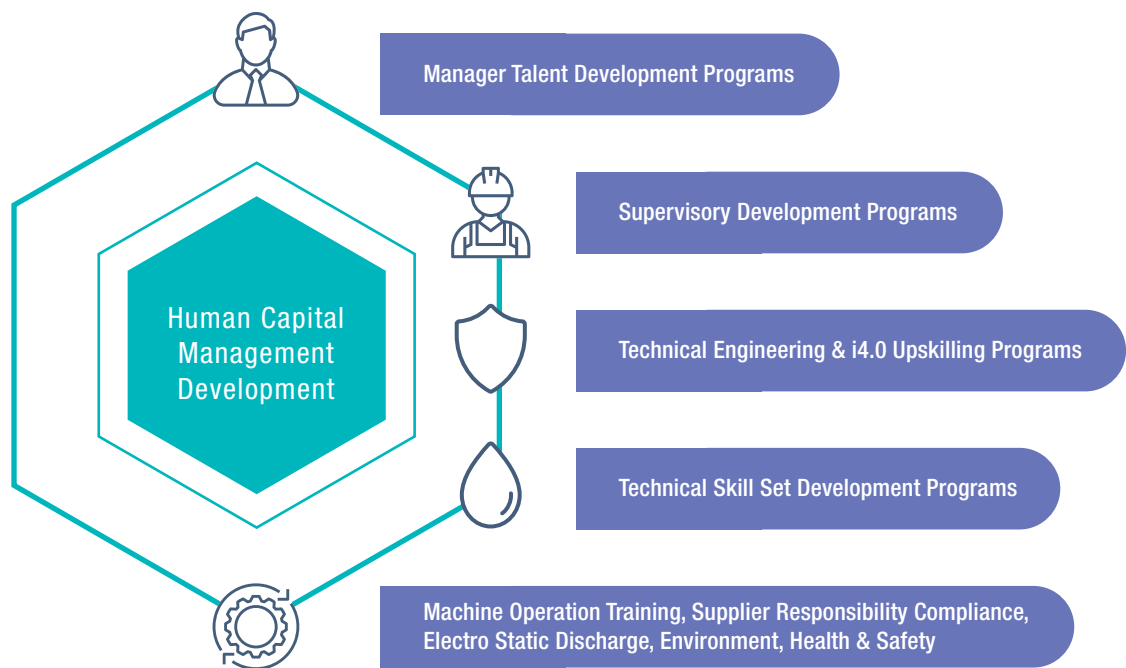 Manager Talent Development Programs
Supervisory Development Programs
Human Capital
Management
Development
Technical Engineering & i4.0 Upskilling Programs
Technical Skill Set Development Programs
Machine Operation Training, Supplier Responsibility Compliance,
Electro Static Discharge, Environment, Health & Safety